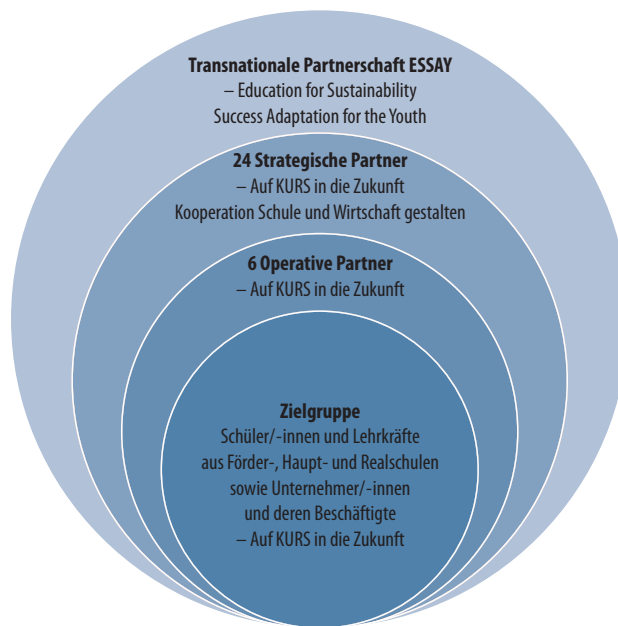 Transnationale Partnerschaft ESSAY
– Education for Sustainability
Success Adaptation for the Youth
24 Strategische Partner
– Auf KURS in die Zukunft
Kooperation Schule und Wirtschaft gestalten
6 Operative Partner
– Auf KURS in die Zukunft
Zielgruppe
Schüler/-innen und Lehrkräfte
aus Förder-, Haupt- und Realschulen
sowie Unternehmer/-innen
und deren Beschäftigte
– Auf KURS in die Zukunft